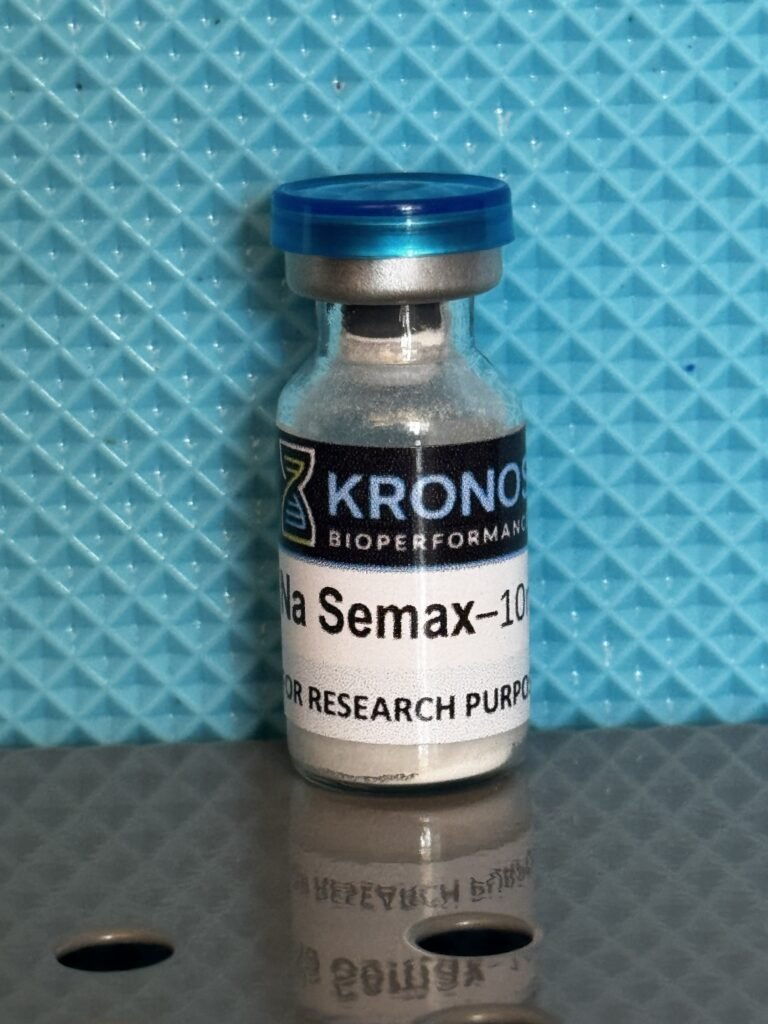 KRONOS
BIOPERFORMANC
Na Semax–10
OR RESEARCH PURPO